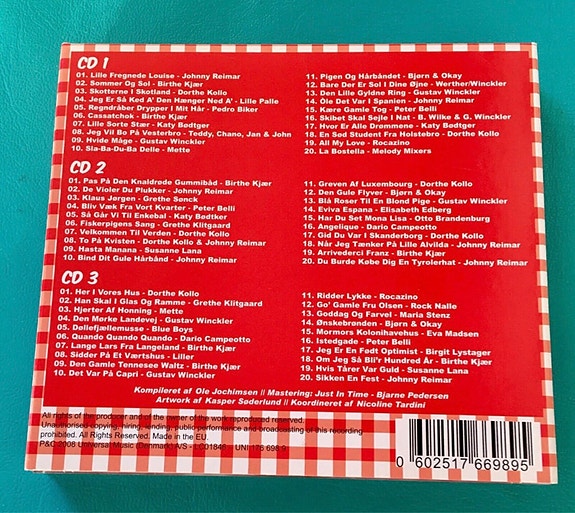 CD 1
01. Lille Fregnede Louise - Johnny Reimar
02. Sommer Og Sol - Birthe Kjær
03. Skotterne I Skotland - Dorthe Kollo
04. Jeg Er Så Ked A' Den Hænger Ned A' - Lille Palle
05. Regndråber Drypper I Mit Hår - Pedro Biker
06. Cassatchok - Birthe Kjær
07. Lille Sorte Stær - Katy Bødtger
08. Jeg Vil Bo På Vesterbro - Teddy, Chano, Jan & John
09. Hvide Måge - Gustav Winckler
10. Sla-Ba-Du-Ba Delle - Mette
11. Pigen Og Hårbåndet - Bjørn & Okay
12. Bare Der Er Sol I Dine Øjne - Werther/Winckler
13. Den Lille Gyldne Ring - Gustav Winckler
14. Óle Det Var I Spanien - Johnny Reimar
15. Kære Gamle Tog - Peter Belli
16. Skibet Skal Sejle I Nat - B. Wilke & G. Winckler
17. Hvor Er Alle Drømmene - Katy Bødtger
18. En Sød Student Fra Holstebro - Dorthe Kollo
19. All My Love - Rocazino
20. La Bostella - Melody Mixers
CD 2
01. Pas På Den Knaldrøde Gummibåd - Birthe Kjær
02. De Violer Du Plukker - Johnny Reimar
03. Klaus Jørgen - Grethe Sønck
04. Bliv Væk Fra Vort Kvarter - Peter Belli
05. Så Går Vi Til Enkebal - Katy Bødtker
06. Fiskerpigens Sang - Grethe Klitgaard
07. Velkommen Til Verden - Dorthe Kollo
08. To På Kvisten - Dorthe Kollo & Johnny Reimar
09. Hasta Manana - Susanne Lana
10. Bind Dit Gule Hårbånd - Johnny Reimar
11. Greven Af Luxembourg - Dorthe Kollo
12. Den Gule Flyver - Bjørn & Okay
13. Blå Roser Til En Blond Pige - Gustav Winckler
14. Eviva Espana - Elisabeth Edberg
15. Har Du Set Mona Lisa - Otto Brandenburg
16. Angelique - Dario Campeotto
17. Gid Du Var I Skanderborg - Dorthe Kollo
18. Når Jeg Tænker På Lille Alvilda - Johnny Reimar
19. Arrivederci Franz - Birthe Kjær
20. Du Burde Købe Dig En Tyrolerhat - Johnny Reimar
CD 3
01. Her I Vores Hus - Dorthe Kollo
02. Han Skal I Glas Og Ramme - Grethe Klitgaard
03. Hjerter Af Honning - Mette
04. Den Mørke Landevej - Gustav Winckler
05. Døllefjællemusse - Blue Boys
06. Quando Quando Quando - Dario Campeotto
07. Lange Lars Fra Langeland - Birthe Kjær
08. Sidder På Et Værtshus - Liller
09. Den Gamle Tennesee Waltz - Birthe Kjær
10. Det Var På Capri - Gustav Winckler
11. Ridder Lykke - Rocazino
12. Go' Gamle Fru Olsen - Rock Nalle
13. Goddag Og Farvel - Maria Stenz
14. Ønskebrønden - Bjørn & Okay
15. Mormors Kolonihavehus - Eva Madsen
16. Istedgade - Peter Belli
17. Jeg Er En Født Optimist - Birgit Lystager
18. Om Jeg Så Bli'r Hundred År - Birthe Kjær
19. Hvis Tårer Var Guld - Susanne Lana
20. Sikken En Fest - Johnny Reimar
Kompileret af Ole Jochimsen // Mastering: Just In Time - Bjarne Pedersen
Artwork af Kasper Søderlund // Koordineret af Nicoline Tardini
All rights of the producer and of the owner of the work reproduced reserved.
Unauthorised copying, hiring, lending, public performance and broadcasting of this recording
prohibited. All Rights Reserved. Made in the EU.
P&C 2008 Universal Music (Denmark) A/S - LC01846 - UNI 176 698 9
0 602517 669895